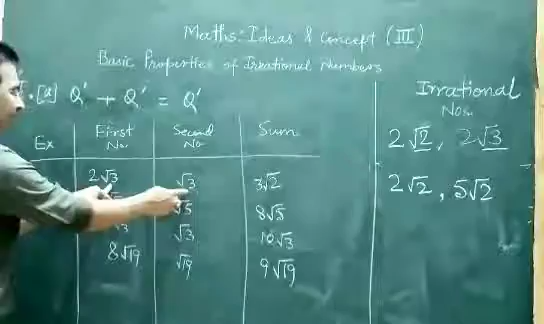 Maths: Ideas & Concept (III)
Basic Properties of Irrational Numbers
[a] Q' + Q' = Q'
Ex First No. Second No. Sum
2√3 √3 3√2
√5 8√5
√3 √3 10√3
8√19 √19 9√19
Irrational
Nos.
2√2, 2√3
2√2, 5√2